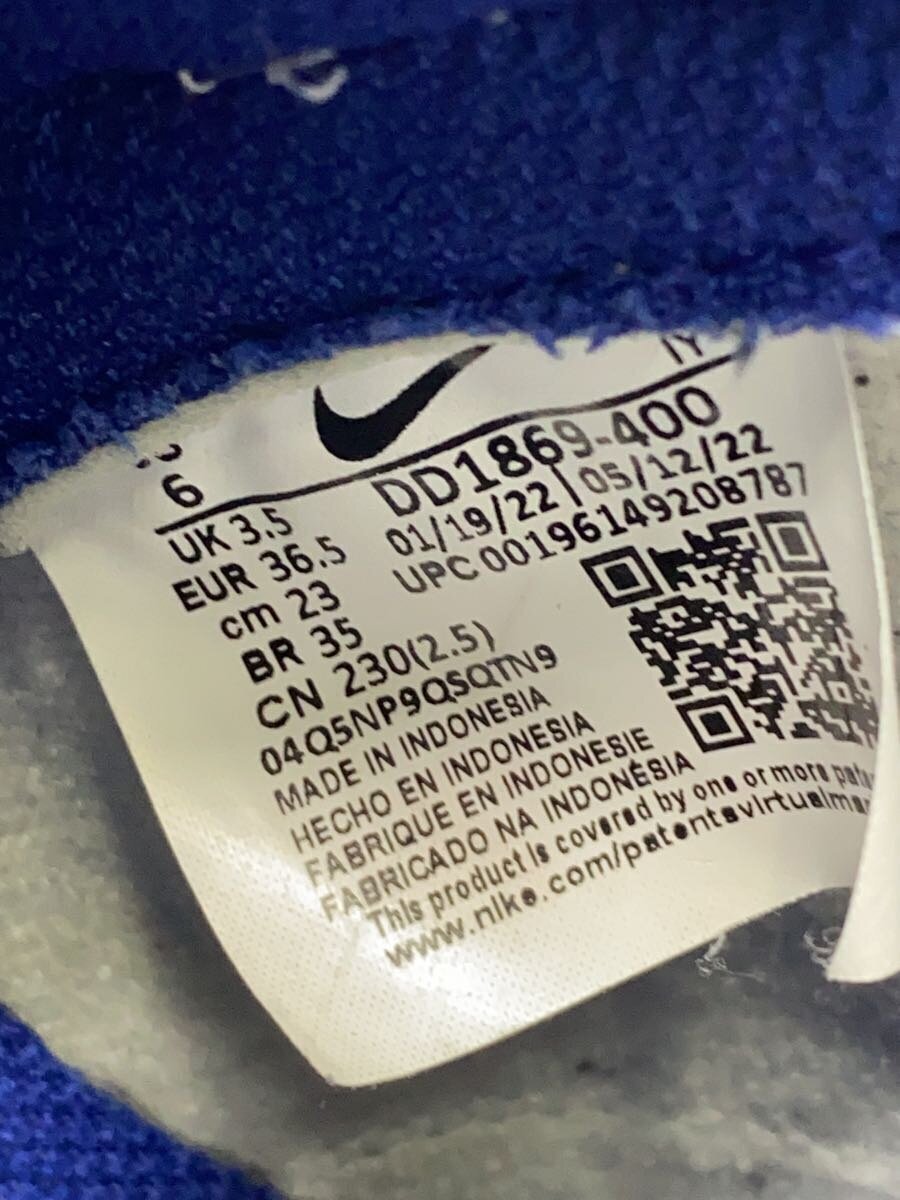 IY
6
DD1869-400
UK 3.5
01/19/22 | 05/12/22
EUR 36.5
UPC 00196149208787
cm 23
BR 35
CN 230(2.5)
04Q5NP9QSQTN9
MADE IN INDONESIA
HECHO EN INDONESIA
FABRIQUE EN INDONESIE
FABRICADO NA INDONÉSIA
This product is covered by one or more
www.nike.com/patentsvirtualmar